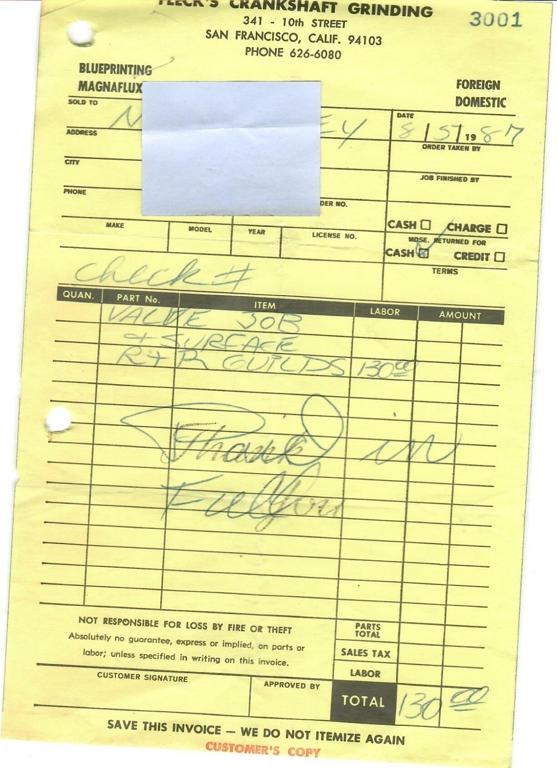 FLECK'S CRANKSHAFT GRINDING
3001
341 - 10th STREET
SAN FRANCISCO, CALIF. 94103
PHONE 626-6080
BLUEPRINTING
MAGNAFLUX
FOREIGN
DOMESTIC
SOLD TO
N EY
DATE 8/5/1987
ADDRESS
ORDER TAKEN BY
CITY
JOB FINISHED BY
PHONE
DER NO.
CASH CHARGE
MAKE MODEL YEAR LICENSE NO.
MDSE. RETURNED FOR
CASH CREDIT
TERMS
check #
QUAN. PART No. ITEM LABOR AMOUNT
VALVE JOB
+ SURFACE
R + R GUILDS 130 00
Paid in
Full
Thank
You
NOT RESPONSIBLE FOR LOSS BY FIRE OR THEFT
Absolutely no guarantee, express or implied, on parts or
labor; unless specified in writing on this invoice.
PARTS TOTAL
SALES TAX
LABOR
CUSTOMER SIGNATURE
APPROVED BY
TOTAL 130 00
SAVE THIS INVOICE — WE DO NOT ITEMIZE AGAIN
CUSTOMER'S COPY